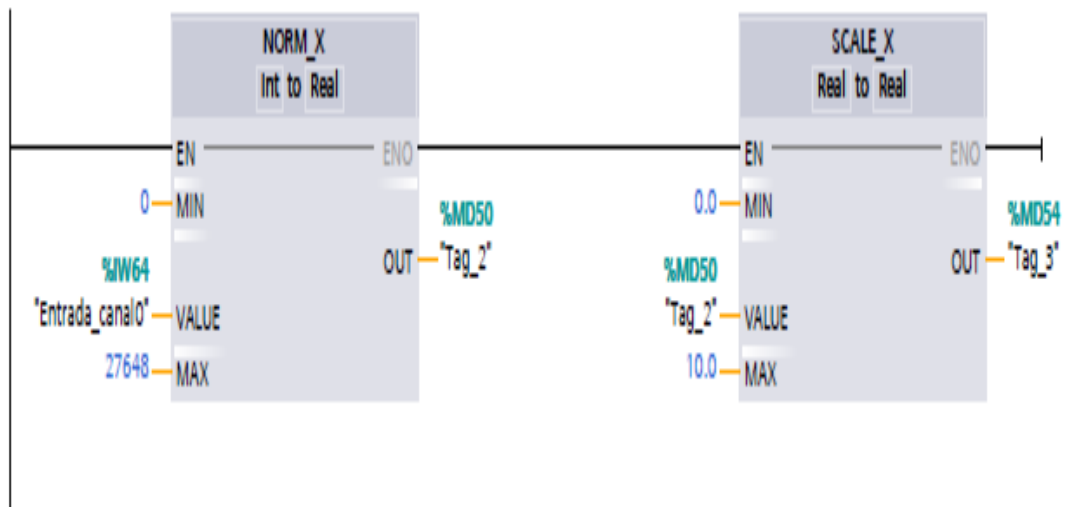 NORM_X
Int to Real
EN
ENO
0
MIN
%MD50
OUT
"Tag_2"
%IW64
"Entrada_canal0"
VALUE
27648
MAX
SCALE_X
Real to Real
EN
ENO
0.0
MIN
%MD54
OUT
"Tag_3"
%MD50
"Tag_2"
VALUE
10.0
MAX